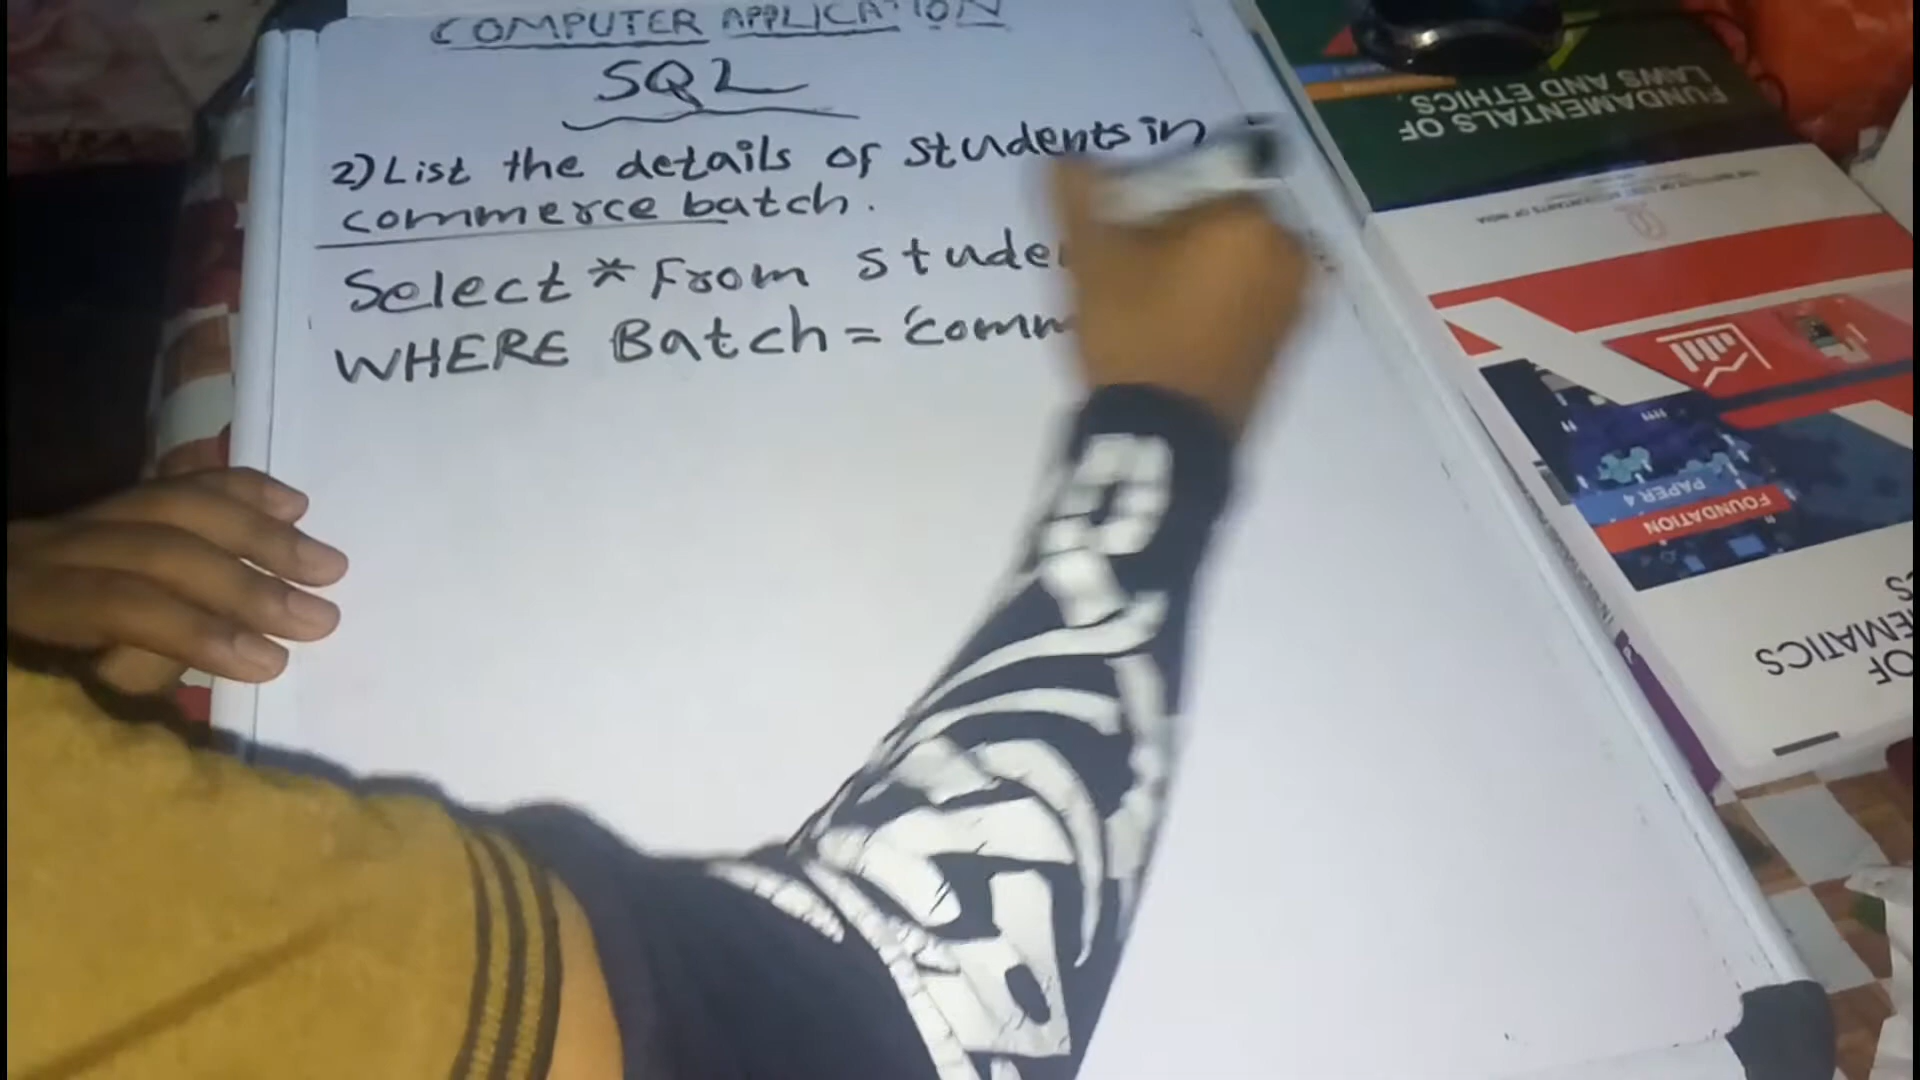 COMPUTER APPLICATION
SQL
2) List the details of students in
commerce batch.
Select * From
WHERE Batch = '
FUNDAMENTALS OF
LAWS AND ETHICS
FOUNDATION
PAPER 4
OF